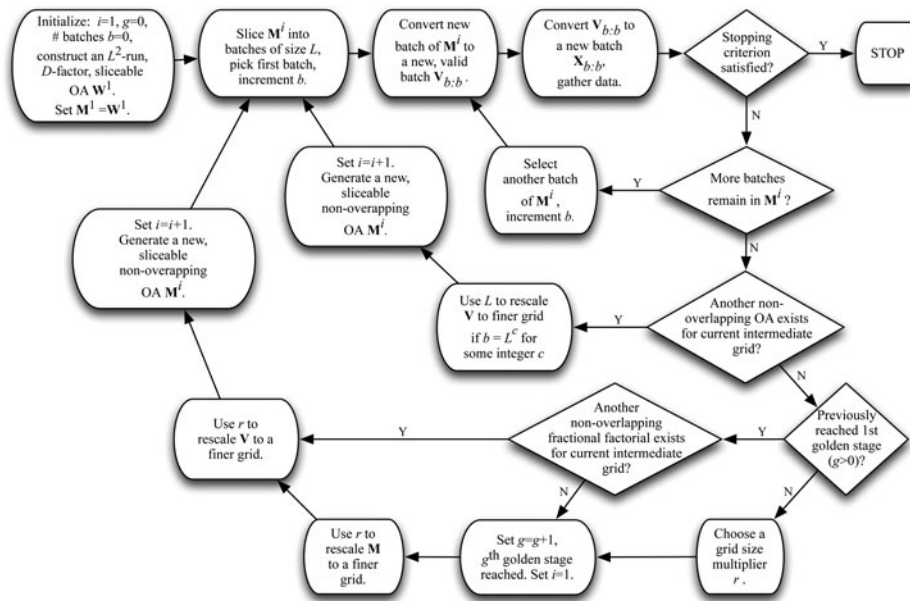 Initialize: i=1, g=0,
# batches b=0,
construct an L²-run,
D-factor, sliceable
OA W¹.
Set M¹ =W¹.
Slice Mⁱ into
batches of size L,
pick first batch,
increment b.
Convert new
batch of Mⁱ to
a new, valid
batch V_b:b.
Convert V_b:b to
a new batch
X_b:b,
gather data.
Stopping
criterion
satisfied?
Y
STOP
N
More batches
remain in Mⁱ ?
Y
Select
another batch
of Mⁱ,
increment b.
N
Another non-
overlapping OA exists
for current intermediate
grid?
Y
Use L to rescale
V to finer grid
if b = Lᶜ for
some integer c
Set i=i+1.
Generate a new,
sliceable
non-overapping
OA Mⁱ.
N
Previously
reached 1st
golden stage
(g>0)?
Y
Another
non-overlapping
fractional factorial exists
for current intermediate
grid?
Y
Use r to
rescale V to a
finer grid.
Set i=i+1.
Generate a new,
sliceable
non-overapping
OA Mⁱ.
N
N
Choose a
grid size
multiplier
r .
Set g=g+1,
gᵗʰ golden stage
reached. Set i=1.
Use r to
rescale M
to a finer
grid.